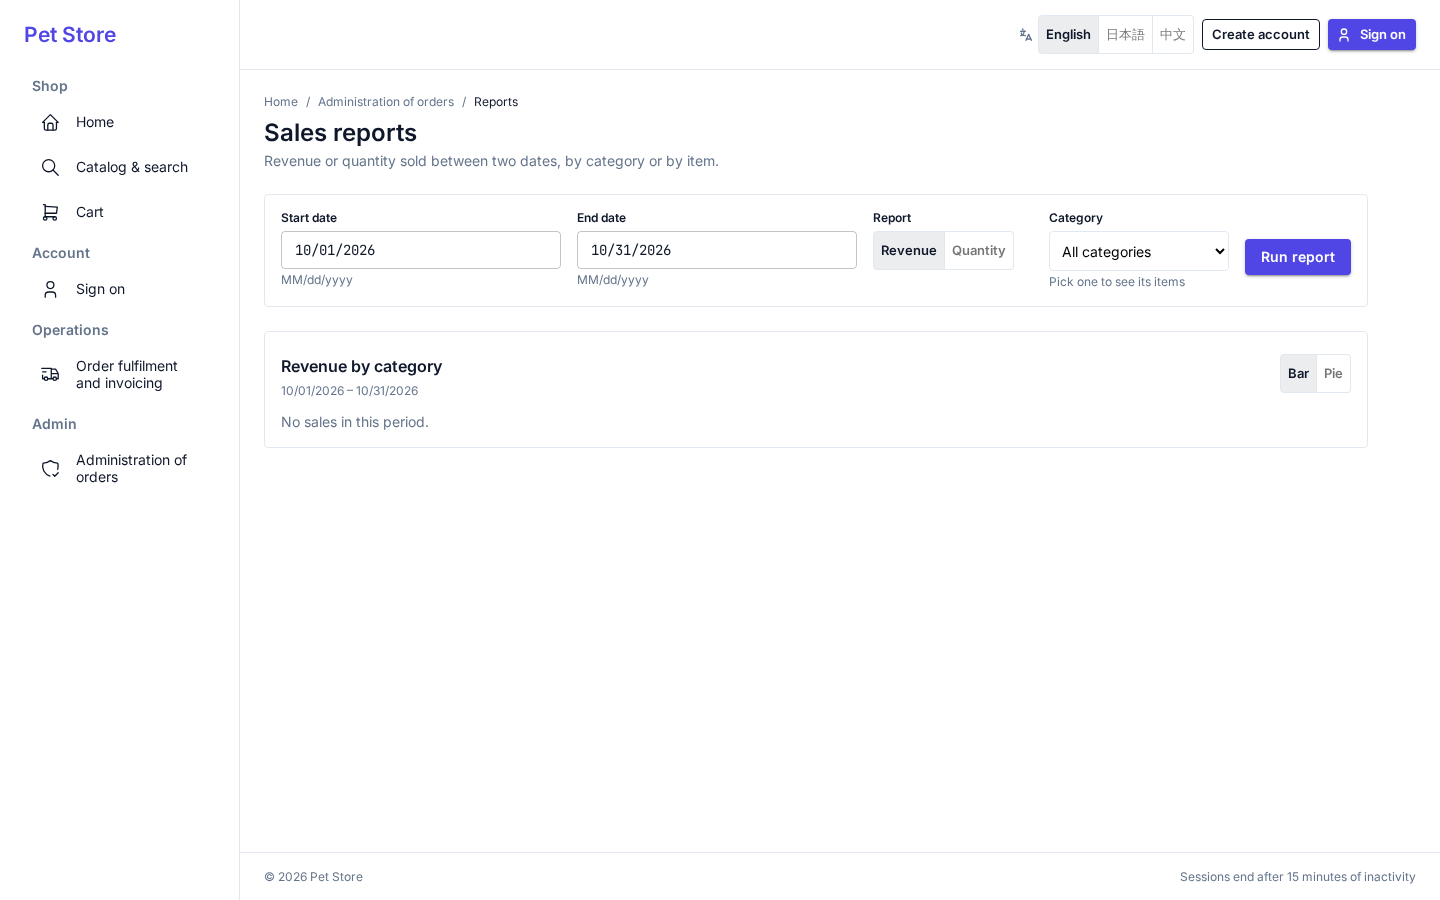 Pet Store
English
日本語
中文
Create account
Sign on
Shop
Home
Catalog & search
Cart
Account
Sign on
Operations
Order fulfilment
and invoicing
Admin
Administration of
orders
Home / Administration of orders / Reports
Sales reports
Revenue or quantity sold between two dates, by category or by item.
Start date
10/01/2026
MM/dd/yyyy
End date
10/31/2026
MM/dd/yyyy
Report
Revenue
Quantity
Category
All categories
Pick one to see its items
Run report
Revenue by category
10/01/2026 – 10/31/2026
Bar
Pie
No sales in this period.
© 2026 Pet Store
Sessions end after 15 minutes of inactivity